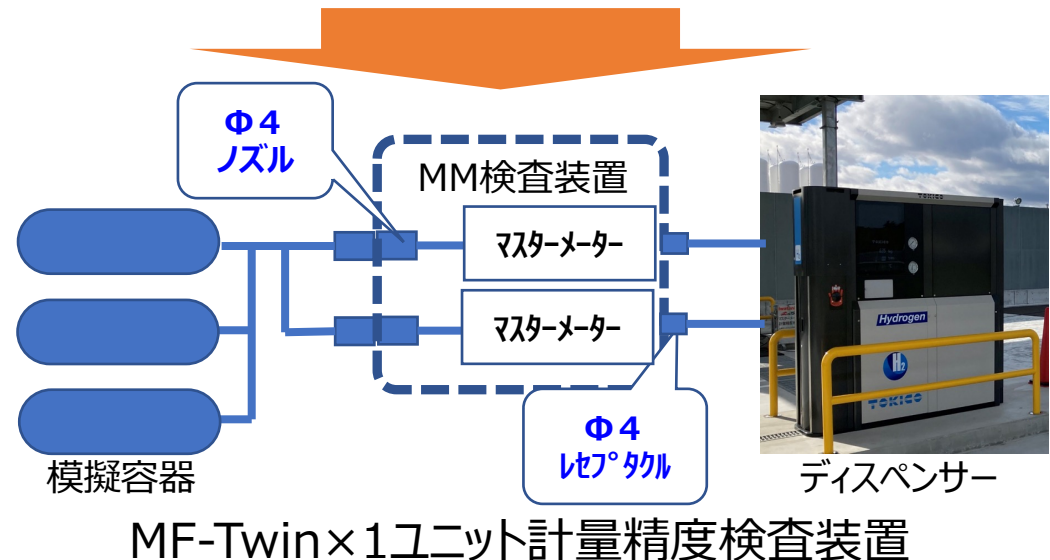 Φ４
ノズル
MM検査装置
マスターメーター
マスターメーター
Φ４
ﾚｾﾌﾟﾀｸﾙ
模擬容器
TOKICO
Hydrogen
H2
TOKICO
ディスペンサー
MF-Twin×1ユニット計量精度検査装置